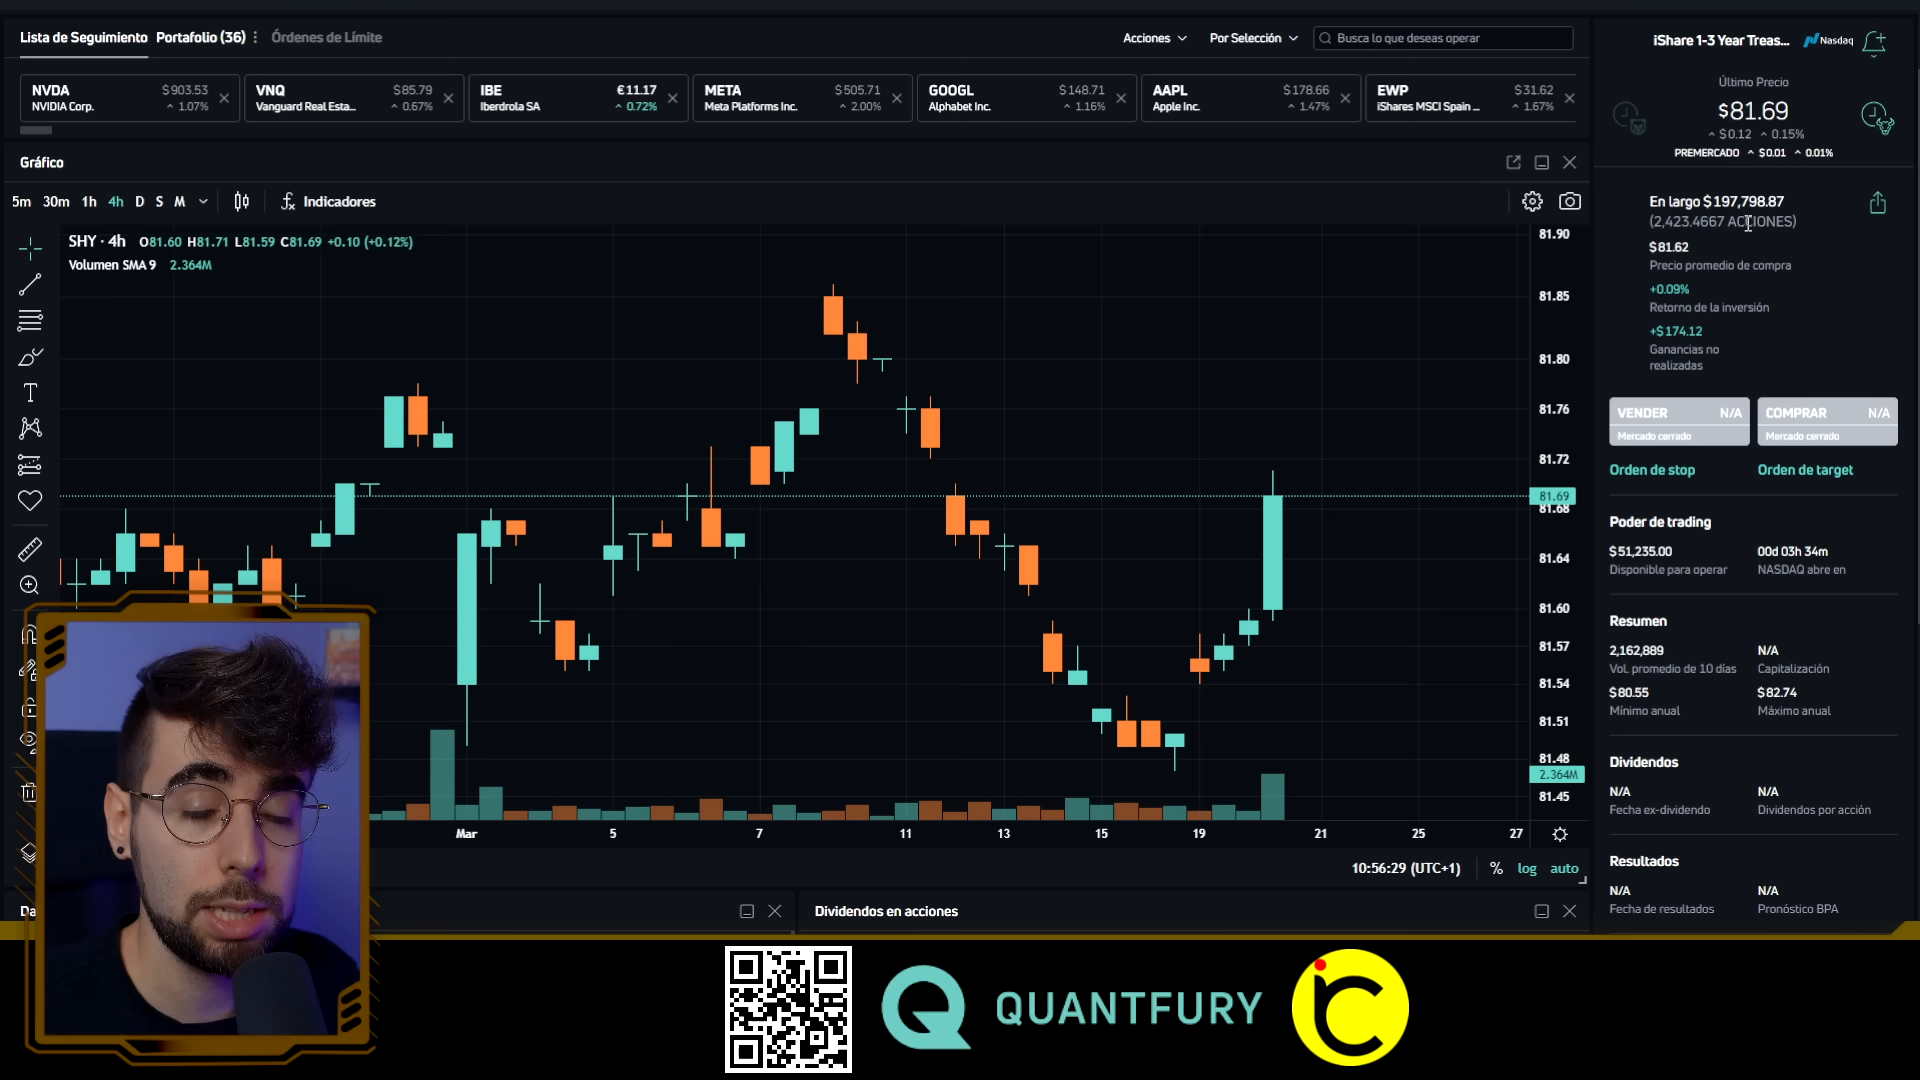 Lista de Seguimiento Portafolio (36) Órdenes de Límite
Acciones Por Selección Busca lo que deseas operar
NVDA $903.53
NVIDIA Corp. 1.07%
VNQ $85.79
Vanguard Real Esta... 0.67%
IBE €11.17
Iberdrola SA 0.72%
META $505.71
Meta Platforms Inc. 2.00%
GOOGL $148.71
Alphabet Inc. 1.16%
AAPL $178.66
Apple Inc. 1.47%
EWP $31.62
iShares MSCI Spain ... 1.67%
Gráfico
5m 30m 1h 4h D S M Indicadores
SHY · 4h O81.60 H81.71 L81.59 C81.69 +0.10 (+0.12%)
Volumen SMA 9 2.364M
81.90
81.85
81.80
81.76
81.72
81.69
81.68
81.64
81.60
81.57
81.54
81.51
81.48
2.364M
81.45
Mar 5 7 11 13 15 19 21 25 27
10:56:29 (UTC+1) % log auto
Da
Dividendos en acciones
iShare 1-3 Year Treas... Nasdaq
Último Precio
$81.69
$0.12 0.15%
PREMERCADO $0.01 0.01%
En largo $197,798.87
(2,423.4667 ACCIONES)
$81.62
Precio promedio de compra
+0.09%
Retorno de la inversión
+$174.12
Ganancias no
realizadas
VENDER N/A
Mercado cerrado
COMPRAR N/A
Mercado cerrado
Orden de stop Orden de target
Poder de trading
$51,235.00 00d 03h 34m
Disponible para operar NASDAQ abre en
Resumen
2,162,889 N/A
Vol. promedio de 10 días Capitalización
$80.55 $82.74
Mínimo anual Máximo anual
Dividendos
N/A N/A
Fecha ex-dividendo Dividendos por acción
Resultados
N/A N/A
Fecha de resultados Pronóstico BPA
QUANTFURY